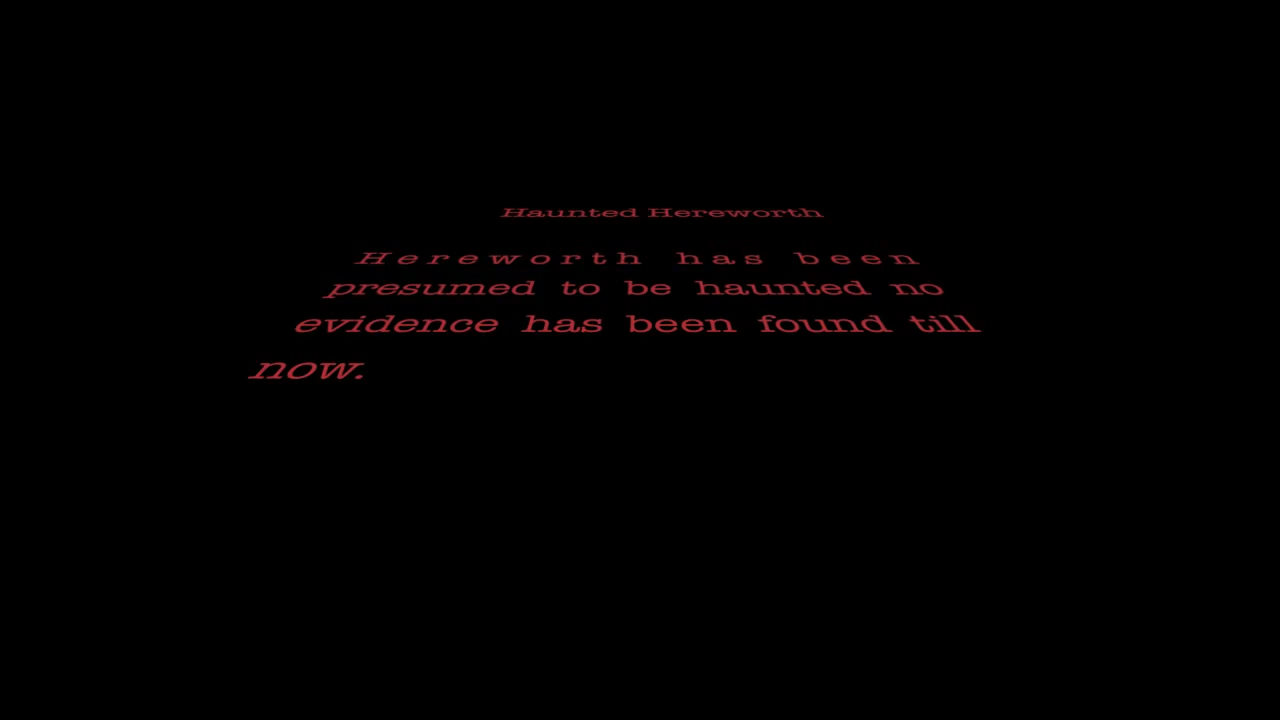 Haunted Hereworth
Hereworth has been
presumed to be haunted no
evidence has been found till
now.